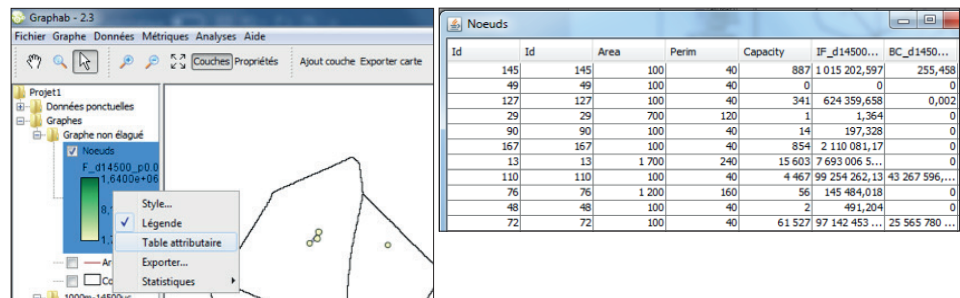 Graphab - 2.3
Fichier Graphe Données Métriques Analyses Aide
Couches Propriétés Ajout couche Exporter carte
Projet1
Données ponctuelles
Graphes
Graphe non élagué
Noeuds
F_d14500_p0.0
1,6400e+06
8,
1,
Style...
Légende
Table attributaire
Exporter...
Statistiques
Ar
Co
1000m-14500uc
Noeuds
Id Id Area Perim Capacity IF_d14500... BC_d1450...
145 145 100 40 887 1 015 202,597 255,458
49 49 100 40 0 0 0
127 127 100 40 341 624 359,658 0,002
29 29 700 120 1 1,364 0
90 90 100 40 14 197,328 0
167 167 100 40 854 2 110 081,17 0
13 13 1 700 240 15 603 7 693 006 5... 0
110 110 100 40 4 467 99 254 262,13 43 267 596,...
76 76 1 200 160 56 145 484,018 0
48 48 100 40 2 491,204 0
72 72 100 40 61 527 97 142 453 ... 25 565 780 ...